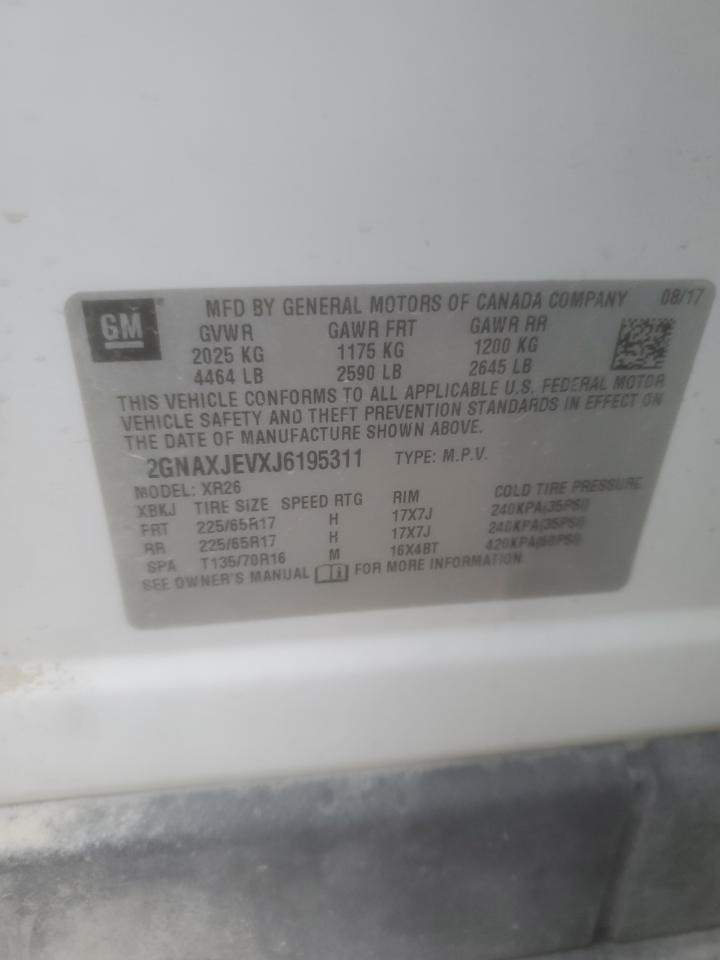 GM ® MFD BY GENERAL MOTORS OF CANADA COMPANY 08/17
GVWR GAWR FRT GAWR RR
2025 KG 1175 KG 1200 KG
4464 LB 2590 LB 2645 LB
THIS VEHICLE CONFORMS TO ALL APPLICABLE U.S. FEDERAL MOTOR
VEHICLE SAFETY AND THEFT PREVENTION STANDARDS IN EFFECT ON
THE DATE OF MANUFACTURE SHOWN ABOVE.
2GNAXJEVXJ6195311 TYPE: M.P.V.
MODEL: XR26
XBKJ TIRE SIZE SPEED RTG RIM COLD TIRE PRESSURE
FRT 225/65R17 H 17X7J 240KPA(35PSI)
RR 225/65R17 H 17X7J 240KPA(35PSI)
SPA T135/70R16 M 16X4BT 420KPA(60PSI)
SEE OWNER'S MANUAL FOR MORE INFORMATION.